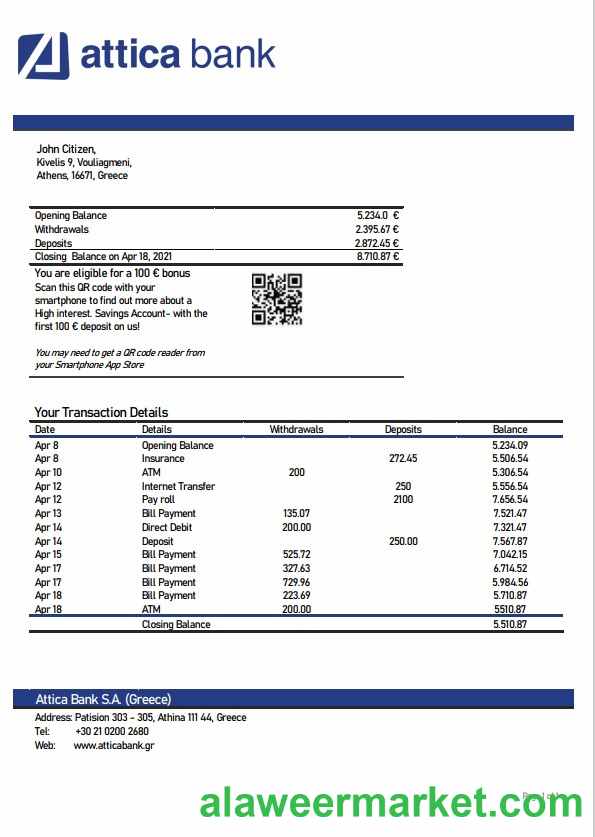 attica bank
John Citizen,
Kivelis 9, Vouliagmeni,
Athens, 16671, Greece
Opening Balance 5.234.0 €
Withdrawals 2.395.67 €
Deposits 2.872.45 €
Closing Balance on Apr 18, 2021 8.710.87 €
You are eligible for a 100 € bonus
Scan this QR code with your
smartphone to find out more about a
High interest. Savings Account- with the
first 100 € deposit on us!
You may need to get a QR code reader from
your Smartphone App Store
Your Transaction Details
Date Details Withdrawals Deposits Balance
Apr 8 Opening Balance 5.234.09
Apr 8 Insurance 272.45 5.506.54
Apr 10 ATM 200 5.306.54
Apr 12 Internet Transfer 250 5.556.54
Apr 12 Pay roll 2100 7.656.54
Apr 13 Bill Payment 135.07 7.521.47
Apr 14 Direct Debit 200.00 7.321.47
Apr 14 Deposit 250.00 7.567.87
Apr 15 Bill Payment 525.72 7.042.15
Apr 17 Bill Payment 327.63 6.714.52
Apr 17 Bill Payment 729.96 5.984.56
Apr 18 Bill Payment 223.69 5.710.87
Apr 18 ATM 200.00 5510.87
Closing Balance 5.510.87
Attica Bank S.A. (Greece)
Address: Patision 303 - 305, Athina 111 44, Greece
Tel: +30 21 0200 2680
Web: www.atticabank.gr
alaweermarket.com